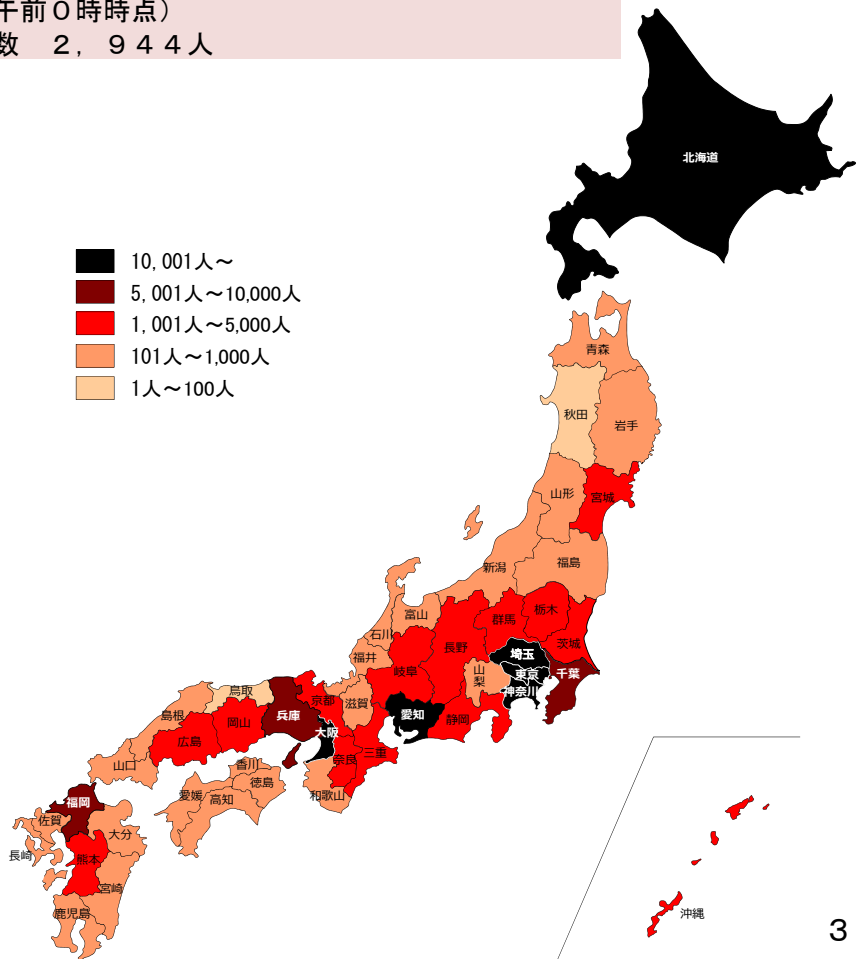 午前０時時点）
数　２，９４４人
北海道
10,001人～
5,001人～10,000人
1,001人～5,000人
101人～1,000人
1人～100人
青森
秋田
岩手
山形
宮城
新潟
福島
富山
石川
福井
群馬
栃木
茨城
長野
岐阜
埼玉
東京
神奈川
千葉
山梨
静岡
愛知
滋賀
京都
兵庫
大阪
奈良
三重
和歌山
鳥取
島根
岡山
広島
山口
香川
徳島
愛媛
高知
福岡
佐賀
長崎
大分
熊本
宮崎
鹿児島
沖縄
3